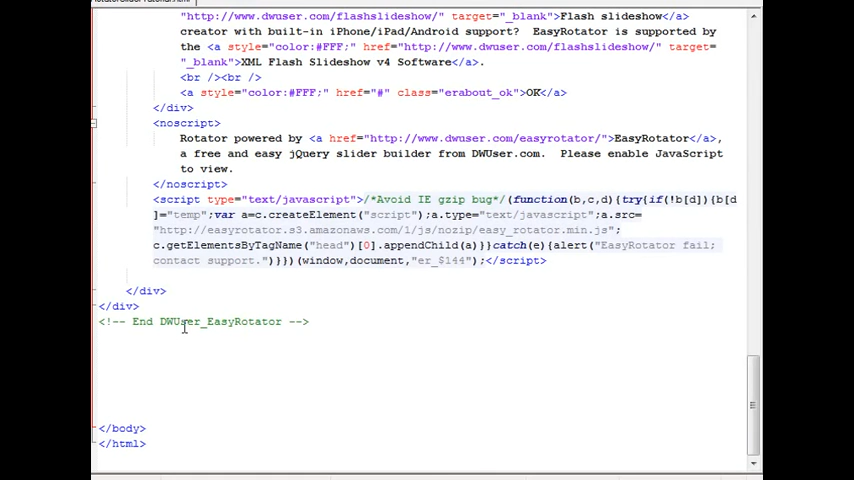 "http://www.dwuser.com/flashslideshow/" target="_blank">Flash slideshow</a>
creator with built-in iPhone/iPad/Android support?  EasyRotator is supported by
the <a style="color:#FFF;" href="http://www.dwuser.com/flashslideshow/" target=
"_blank">XML Flash Slideshow v4 Software</a>.
<br /><br />
<a style="color:#FFF;" href="#" class="erabout_ok">OK</a>
</div>
<noscript>
Rotator powered by <a href="http://www.dwuser.com/easyrotator/">EasyRotator</a>,
a free and easy jQuery slider builder from DWUser.com.  Please enable JavaScript
to view.
</noscript>
<script type="text/javascript">/*Avoid IE gzip bug*/(function(b,c,d){try{if(!b[d]){b[d
]="temp";var a=c.createElement("script");a.type="text/javascript";a.src=
"http://easyrotator.s3.amazonaws.com/1/js/nozip/easy_rotator.min.js";
c.getElementsByTagName("head")[0].appendChild(a)}}catch(e){alert("EasyRotator fail;
contact support.")}})(window,document,"er_$144");</script>
</div>
</div>
<!-- End DWUser_EasyRotator -->
</body>
</html>